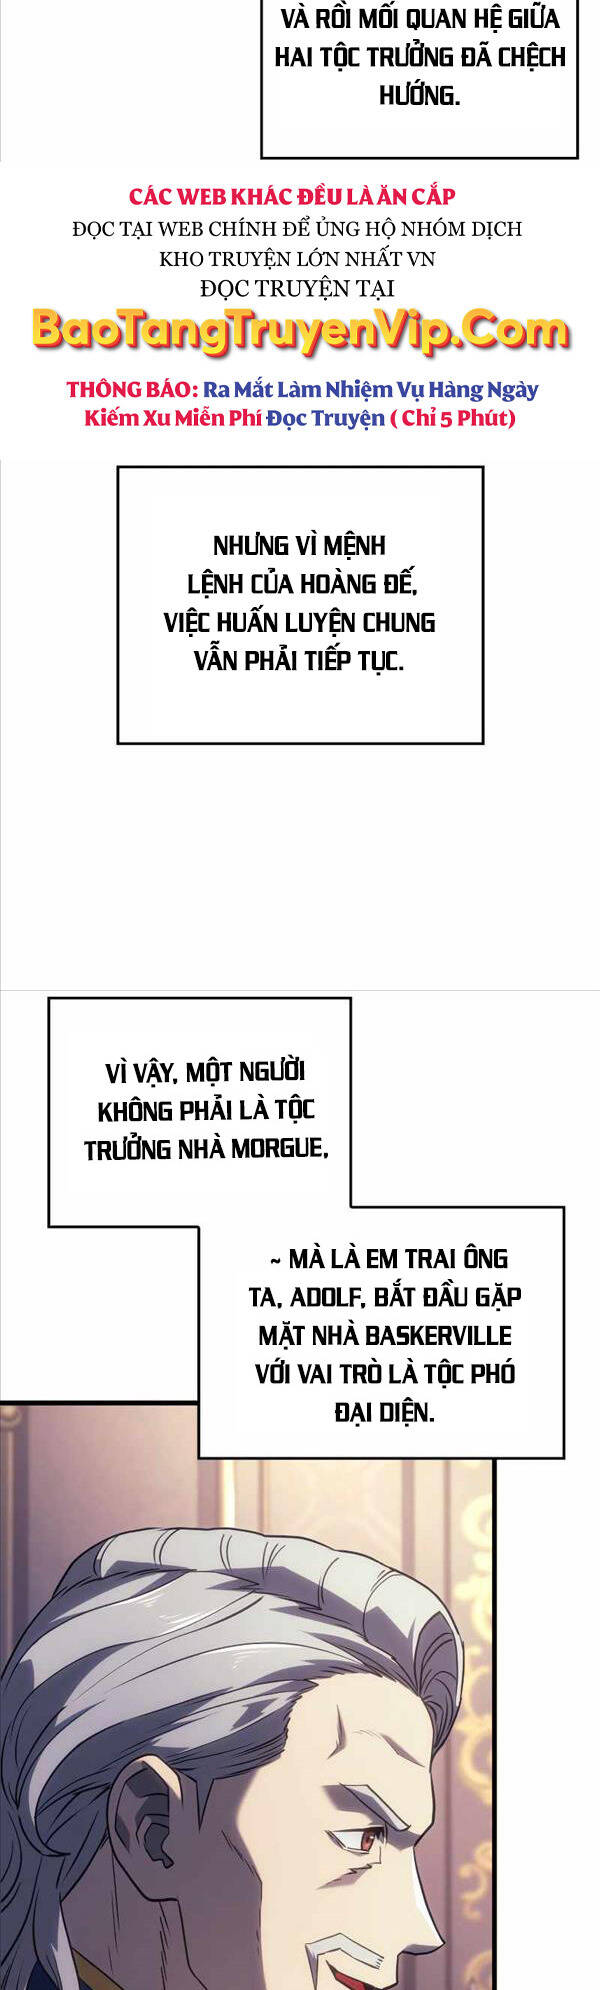 VÀ RỒI MỐI QUAN HỆ GIỮA
HAI TỘC TRƯỞNG ĐÃ CHỆCH
HƯỚNG.
CÁC WEB KHÁC ĐỀU LÀ ĂN CẮP
ĐỌC TẠI WEB CHÍNH ĐỂ ỦNG HỘ NHÓM DỊCH
KHO TRUYỆN LỚN NHẤT VN
ĐỌC TRUYỆN TẠI
BaoTangTruyenVip.Com
THÔNG BÁO: Ra Mắt Làm Nhiệm Vụ Hàng Ngày
Kiếm Xu Miễn Phí Đọc Truyện ( Chỉ 5 Phút)
NHƯNG VÌ MỆNH
LỆNH CỦA HOÀNG ĐẾ,
VIỆC HUẤN LUYỆN CHUNG
VẪN PHẢI TIẾP TỤC.
VÌ VẬY, MỘT NGƯỜI
KHÔNG PHẢI LÀ TỘC
TRƯỞNG NHÀ MORGUE,
~ MÀ LÀ EM TRAI ÔNG
TA, ADOLF, BẮT ĐẦU GẶP
MẶT NHÀ BASKERVILLE
VỚI VAI TRÒ LÀ TỘC PHÓ
ĐẠI DIỆN.